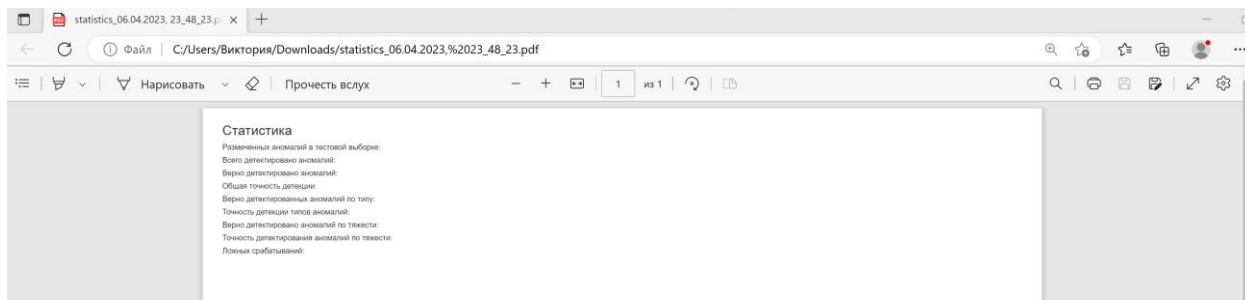 statistics_06.04.2023, 23_48_23.p
Файл
C:/Users/Виктория/Downloads/statistics_06.04.2023,%2023_48_23.pdf
Нарисовать
Прочесть вслух
1
из 1
Статистика
Размеченных аномалий в тестовой выборке:
Всего детектировано аномалий:
Верно детектировано аномалий:
Общая точность детекции:
Верно детектированных аномалий по типу:
Точность детекции типов аномалий:
Верно детектировано аномалий по тяжести:
Точность детектирования аномалий по тяжести:
Ложных срабатываний: